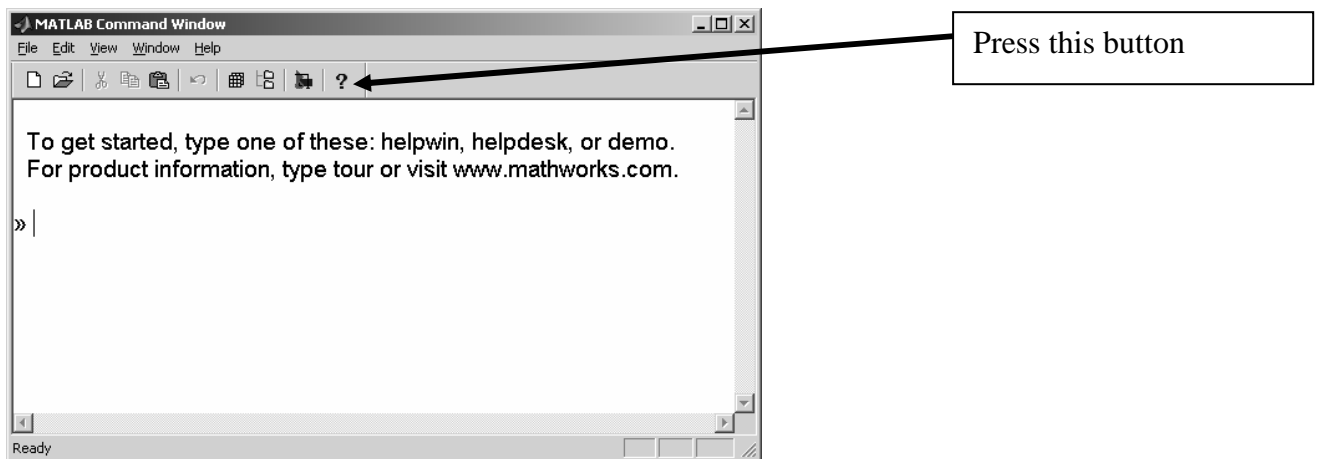 MATLAB Command Window
File Edit View Window Help
?
Press this button
To get started, type one of these: helpwin, helpdesk, or demo.
For product information, type tour or visit www.mathworks.com.
»
Ready